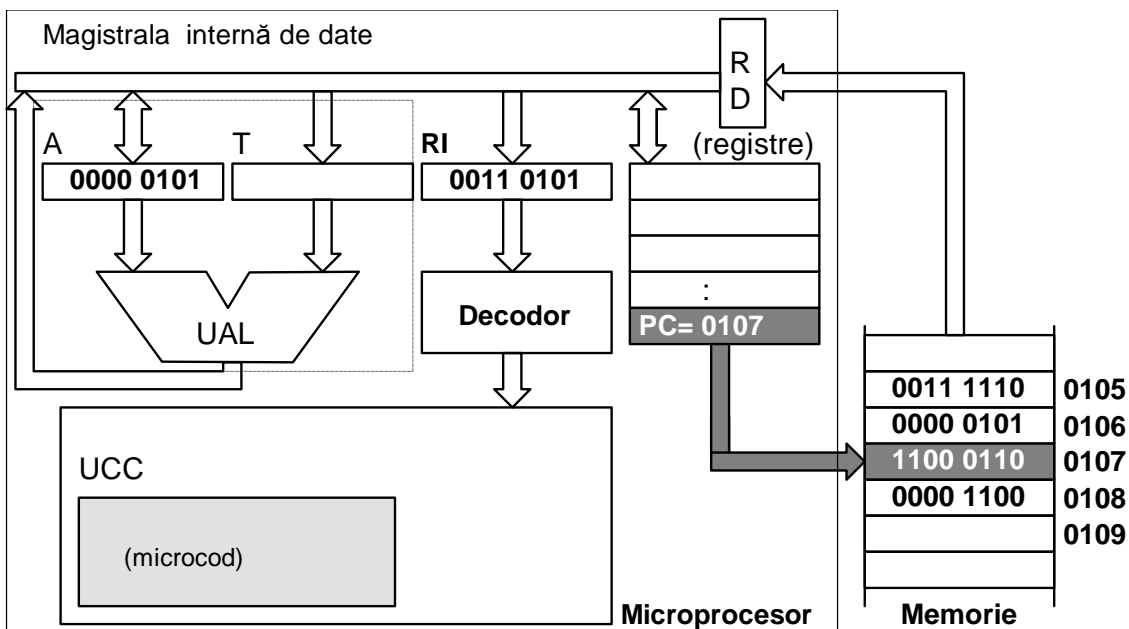 Magistrala internă de date
R
D
A
T
RI
(registre)
0000 0101
0011 0101
:
UAL
Decodor
PC= 0107
0011 1110 0105
0000 0101 0106
1100 0110 0107
0000 1100 0108
0109
UCC
(microcod)
Microprocesor
Memorie